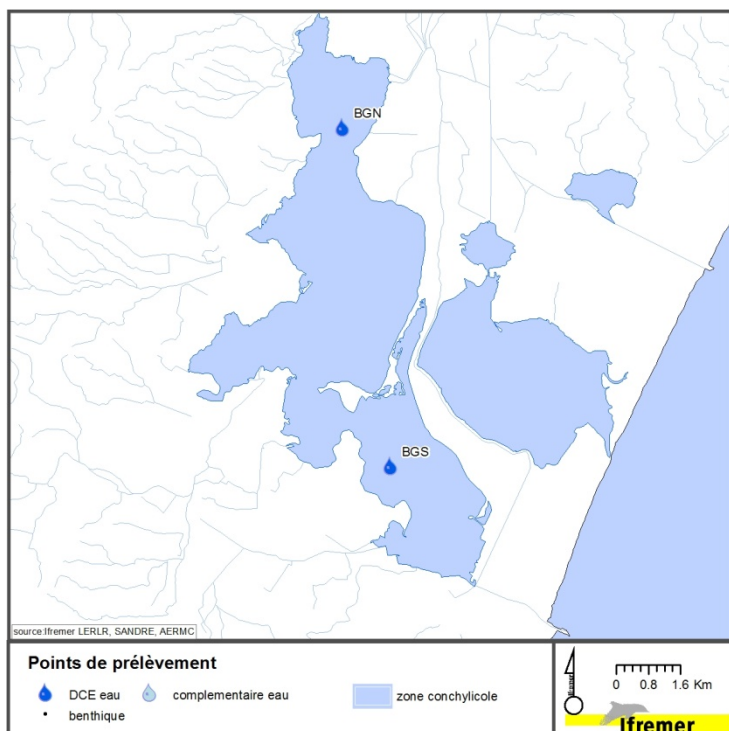 BGN
BGS
source:Ifremer LERLR, SANDRE, AERMC
Points de prélèvement
DCE eau
complementaire eau
zone conchylicole
benthique
0 0.8 1.6 Km
Ifremer